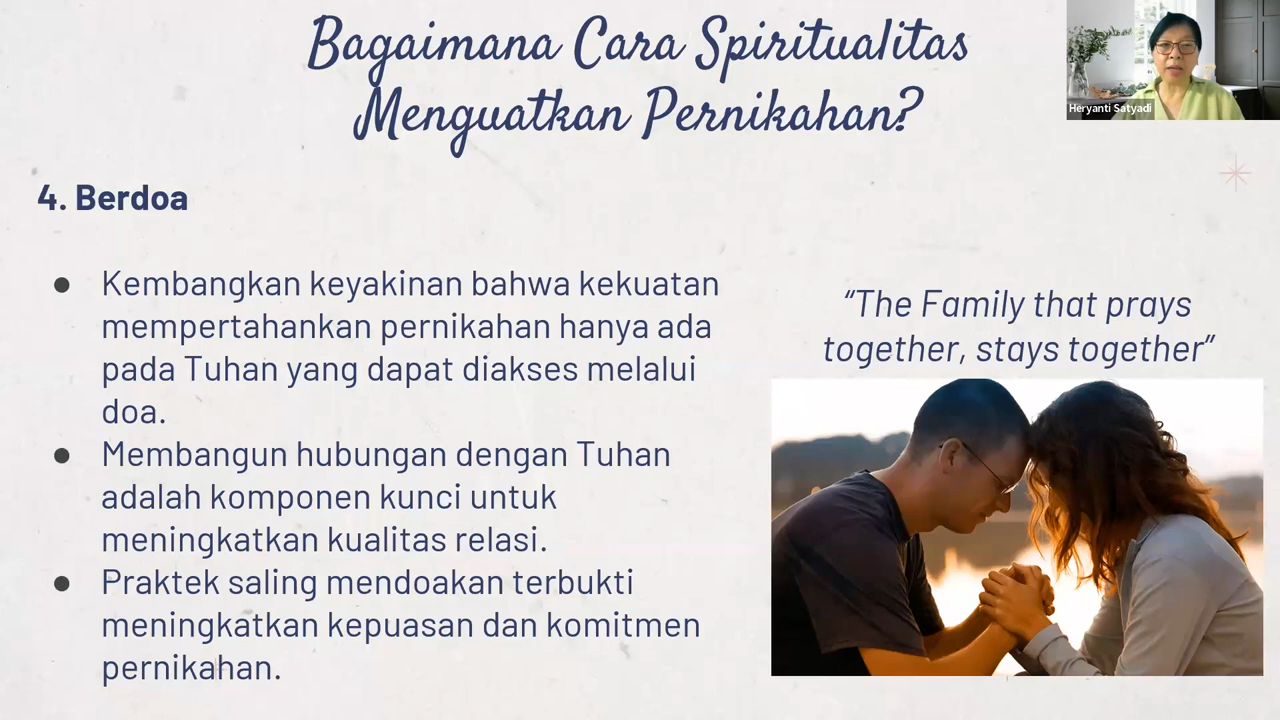 Bagaimana Cara Spiritualitas
Menguatkan Pernikahan?
Heryanti Satyadi
4. Berdoa
● Kembangkan keyakinan bahwa kekuatan
mempertahankan pernikahan hanya ada
pada Tuhan yang dapat diakses melalui
doa.
● Membangun hubungan dengan Tuhan
adalah komponen kunci untuk
meningkatkan kualitas relasi.
● Praktek saling mendoakan terbukti
meningkatkan kepuasan dan komitmen
pernikahan.
“The Family that prays
together, stays together”